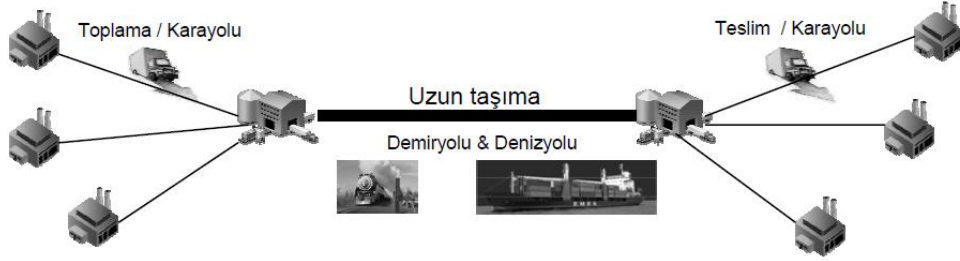 Toplama / Karayolu
Teslim / Karayolu
Uzun taşıma
Demiryolu & Denizyolu